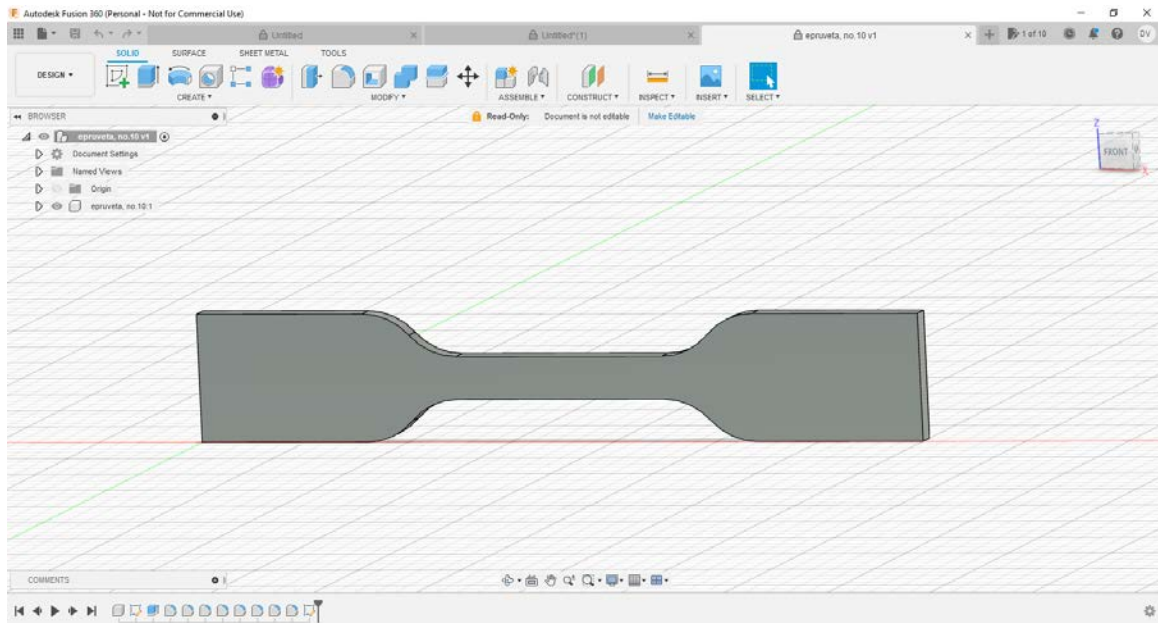 Autodesk Fusion 360 (Personal - Not for Commercial Use)
Untitled
Untitled*(1)
epruveta, no.10 v1
1 of 10
DV
SOLID SURFACE SHEET METAL TOOLS
DESIGN
CREATE MODIFY ASSEMBLE CONSTRUCT INSPECT INSERT SELECT
BROWSER
Read-Only: Document is not editable Make Editable
epruveta, no.10 v1
Document Settings
Named Views
Origin
epruveta, no.10:1
Z
FRONT
X
COMMENTS